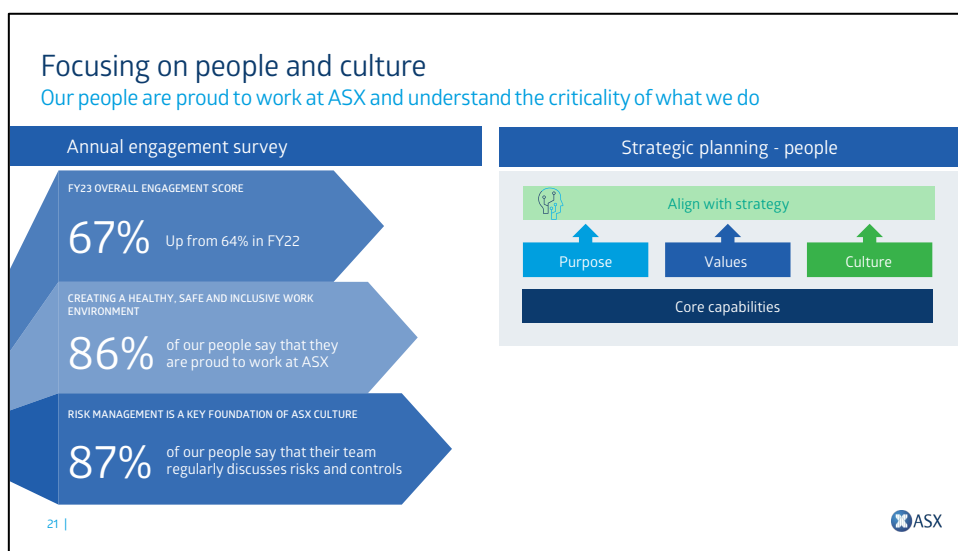 Focusing on people and culture
Our people are proud to work at ASX and understand the criticality of what we do
Annual engagement survey
FY23 OVERALL ENGAGEMENT SCORE
67%
Up from 64% in FY22
CREATING A HEALTHY, SAFE AND INCLUSIVE WORK
ENVIRONMENT
86%
of our people say that they
are proud to work at ASX
RISK MANAGEMENT IS A KEY FOUNDATION OF ASX CULTURE
87%
of our people say that their team
regularly discusses risks and controls
Strategic planning - people
Align with strategy
Purpose
Values
Culture
Core capabilities
21 |
ASX